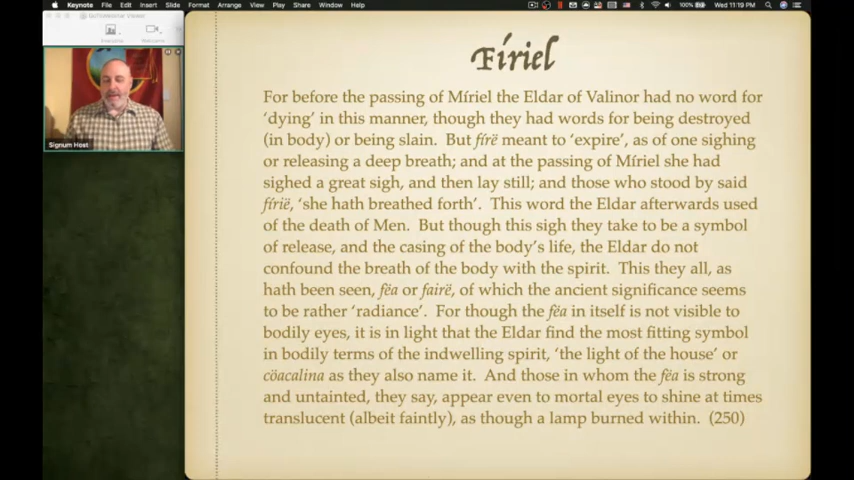 Keynote File Edit Insert Slide Format Arrange View Play Share Window Help
100% Wed 11:19 PM
GoToWebinar Viewer
Signum Host
Fíriel
For before the passing of Míriel the Eldar of Valinor had no word for
‘dying’ in this manner, though they had words for being destroyed
(in body) or being slain. But fírë meant to ‘expire’, as of one sighing
or releasing a deep breath; and at the passing of Míriel she had
sighed a great sigh, and then lay still; and those who stood by said
fírië, ‘she hath breathed forth’. This word the Eldar afterwards used
of the death of Men. But though this sigh they take to be a symbol
of release, and the casing of the body’s life, the Eldar do not
confound the breath of the body with the spirit. This they all, as
hath been seen, fëa or fairë, of which the ancient significance seems
to be rather ‘radiance’. For though the fëa in itself is not visible to
bodily eyes, it is in light that the Eldar find the most fitting symbol
in bodily terms of the indwelling spirit, ‘the light of the house’ or
cöacalina as they also name it. And those in whom the fëa is strong
and untainted, they say, appear even to mortal eyes to shine at times
translucent (albeit faintly), as though a lamp burned within. (250)